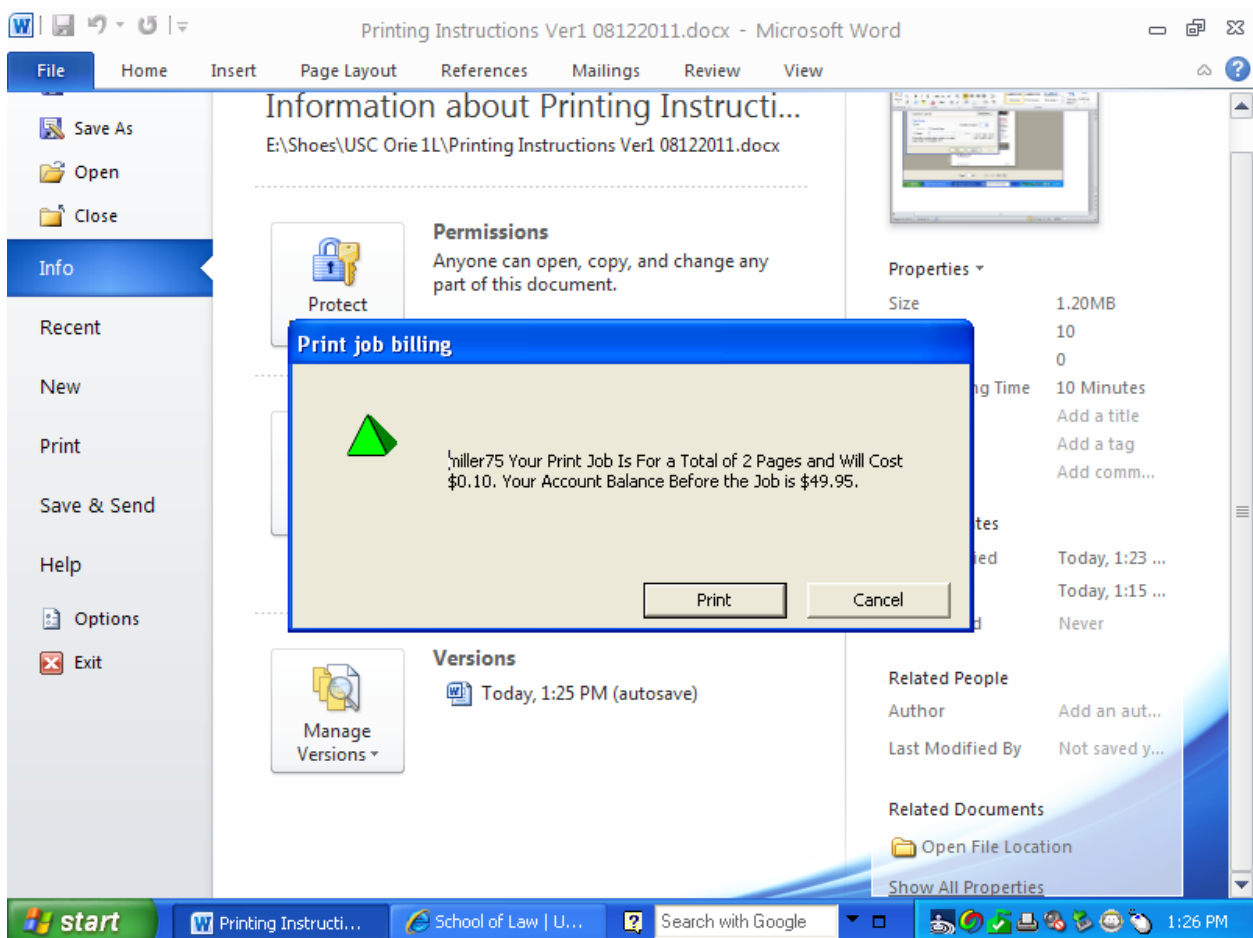 Printing Instructions Ver1 08122011.docx - Microsoft Word
File Home Insert Page Layout References Mailings Review View
Save As
Open
Close
Info
Recent
New
Print
Save & Send
Help
Options
Exit
Information about Printing Instructi...
E:\Shoes\USC Orie 1L\Printing Instructions Ver1 08122011.docx
Protect
Permissions
Anyone can open, copy, and change any
part of this document.
Print job billing
niller75 Your Print Job Is For a Total of 2 Pages and Will Cost
$0.10. Your Account Balance Before the Job is $49.95.
Print Cancel
Manage
Versions
Versions
Today, 1:25 PM (autosave)
Properties
Size 1.20MB
10
0
ng Time 10 Minutes
Add a title
Add a tag
Add comm...
tes
ied Today, 1:23 ...
Today, 1:15 ...
d Never
Related People
Author Add an aut...
Last Modified By Not saved y...
Related Documents
Open File Location
Show All Properties
start Printing Instructi... School of Law | U... Search with Google 1:26 PM